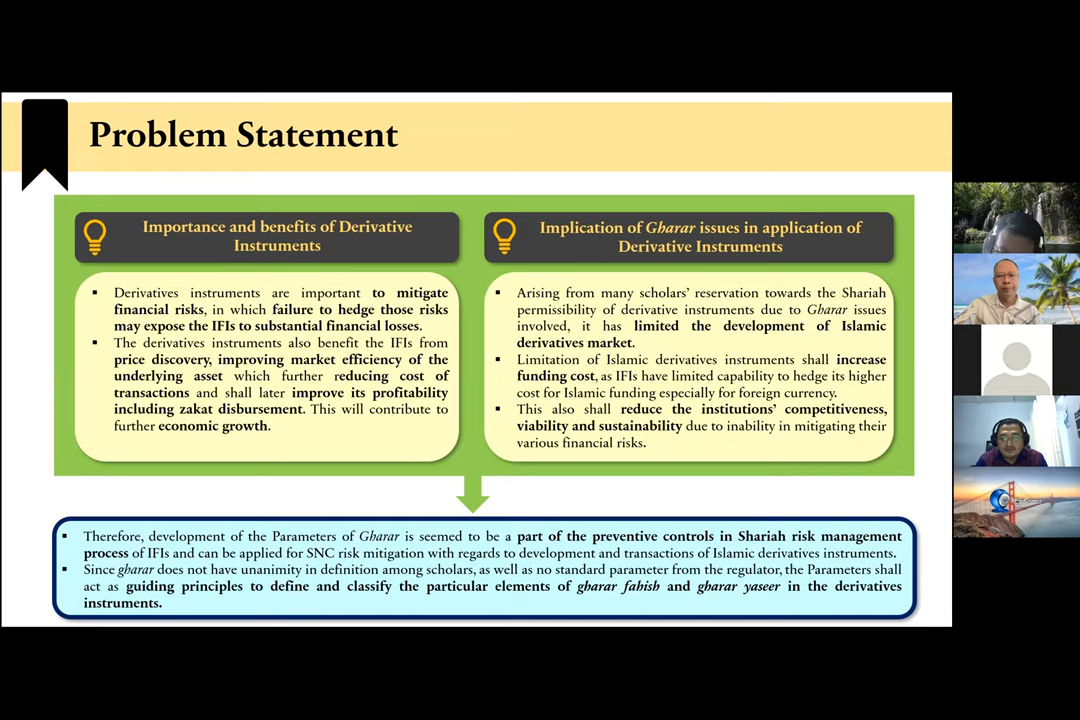 Problem Statement
Importance and benefits of Derivative
Instruments
▪ Derivatives instruments are important to mitigate
financial risks, in which failure to hedge those risks
may expose the IFIs to substantial financial losses.
▪ The derivatives instruments also benefit the IFIs from
price discovery, improving market efficiency of the
underlying asset which further reducing cost of
transactions and shall later improve its profitability
including zakat disbursement. This will contribute to
further economic growth.
Implication of Gharar issues in application of
Derivative Instruments
▪ Arising from many scholars' reservation towards the Shariah
permissibility of derivative instruments due to Gharar issues
involved, it has limited the development of Islamic
derivatives market.
▪ Limitation of Islamic derivatives instruments shall increase
funding cost, as IFIs have limited capability to hedge its higher
cost for Islamic funding especially for foreign currency.
▪ This also shall reduce the institutions' competitiveness,
viability and sustainability due to inability in mitigating their
various financial risks.
▪ Therefore, development of the Parameters of Gharar is seemed to be a part of the preventive controls in Shariah risk management
process of IFIs and can be applied for SNC risk mitigation with regards to development and transactions of Islamic derivatives instruments.
▪ Since gharar does not have unanimity in definition among scholars, as well as no standard parameter from the regulator, the Parameters shall
act as guiding principles to define and classify the particular elements of gharar fahish and gharar yaseer in the derivatives
instruments.